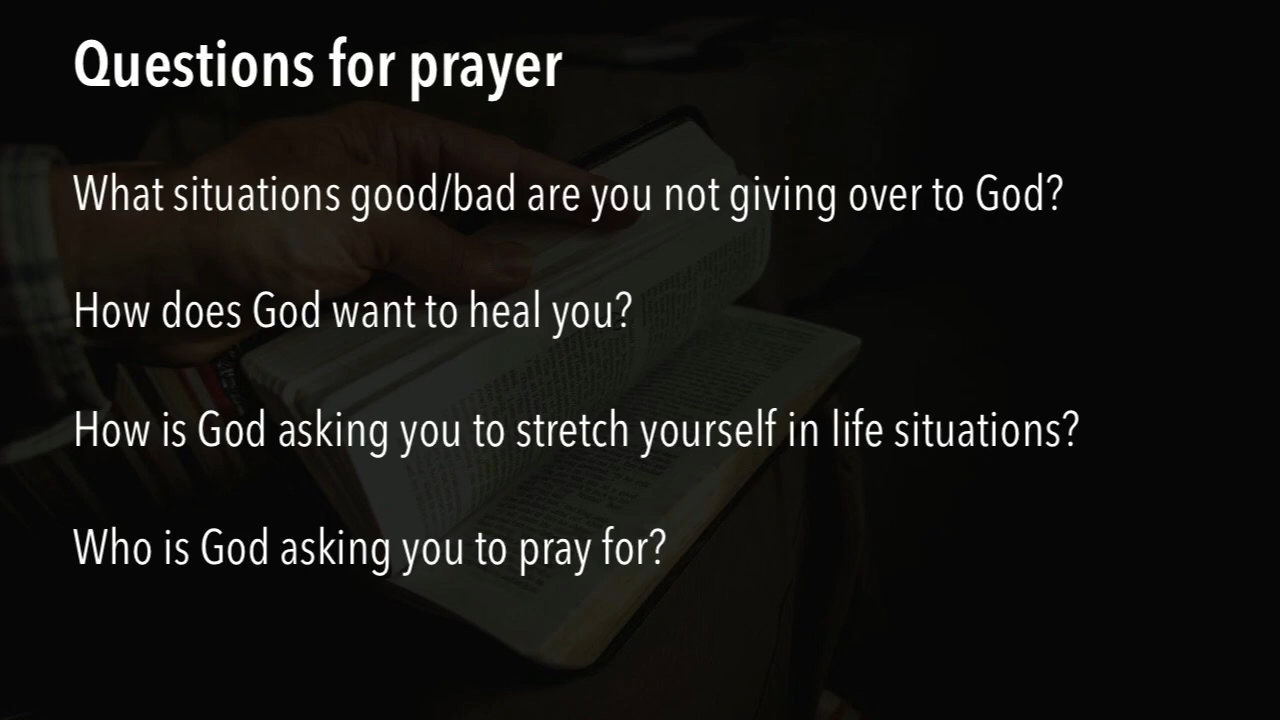 Questions for prayer
What situations good/bad are you not giving over to God?
How does God want to heal you?
How is God asking you to stretch yourself in life situations?
Who is God asking you to pray for?